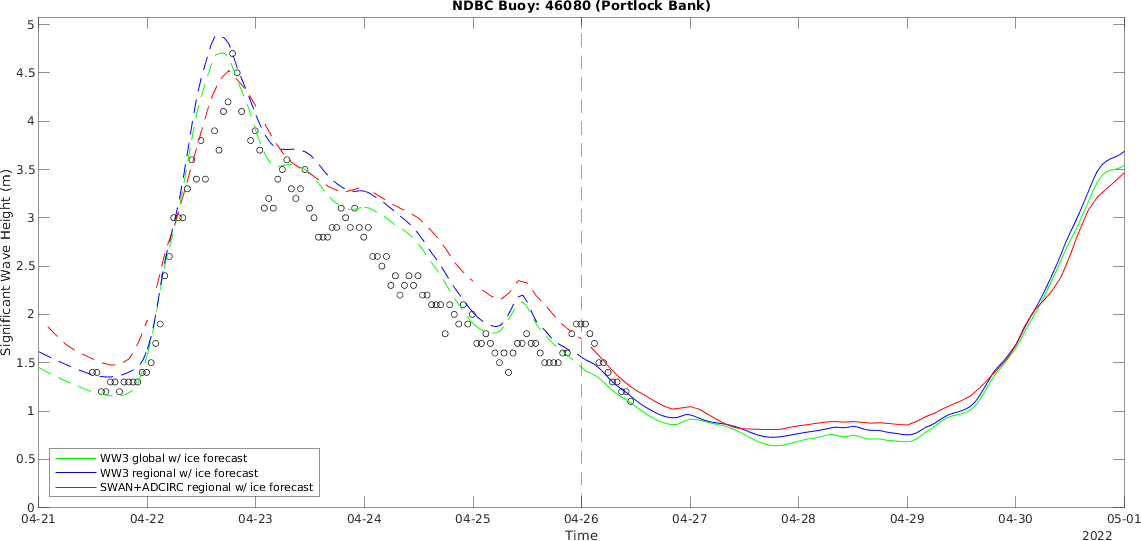 NDBC Buoy: 46080 (Portlock Bank)
Significant Wave Height (m)
5
4.5
4
3.5
3
2.5
2
1.5
1
0.5
0
WW3 global w/ ice forecast
WW3 regional w/ ice forecast
SWAN+ADCIRC regional w/ ice forecast
04-21 04-22 04-23 04-24 04-25 04-26 04-27 04-28 04-29 04-30 05-01
Time
2022